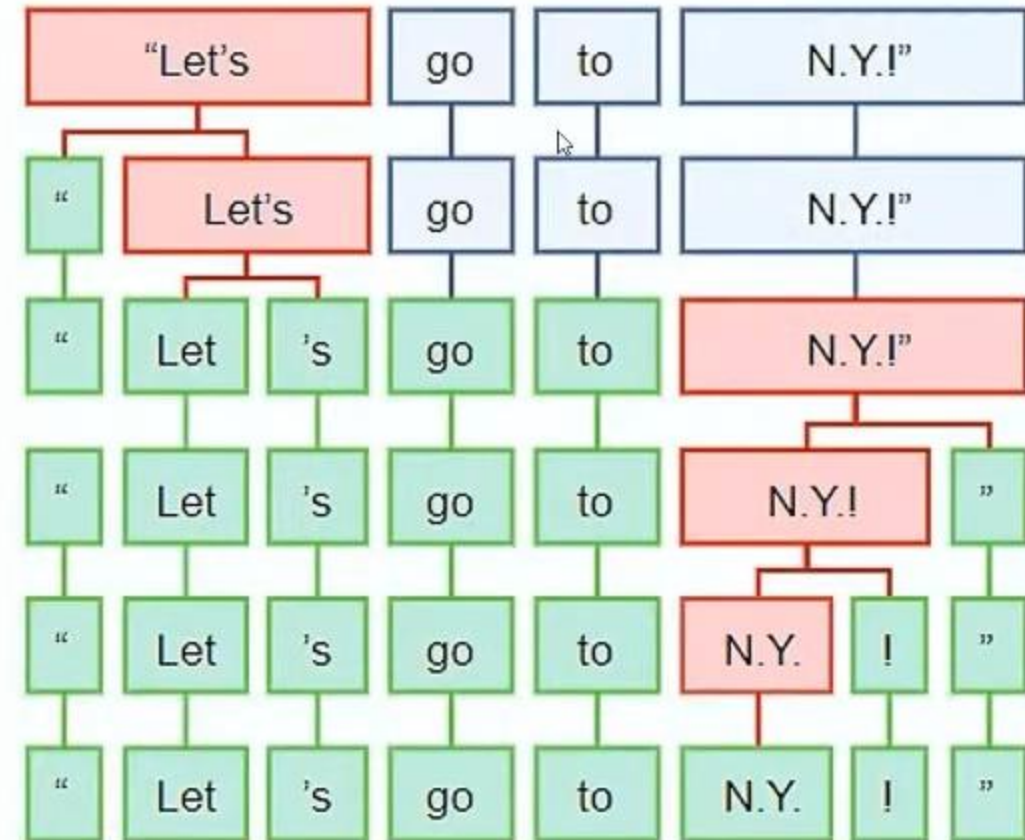 “Let’s go to N.Y.!”
“ Let’s go to N.Y.!”
“ Let ’s go to N.Y.!”
“ Let ’s go to N.Y.! ”
“ Let ’s go to N.Y. ! ”
“ Let ’s go to N.Y. ! ”